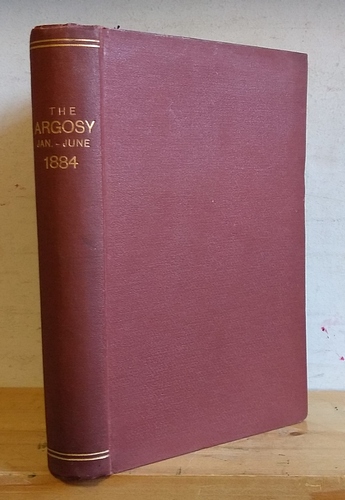 THE
ARGOSY
JAN. - JUNE
1884